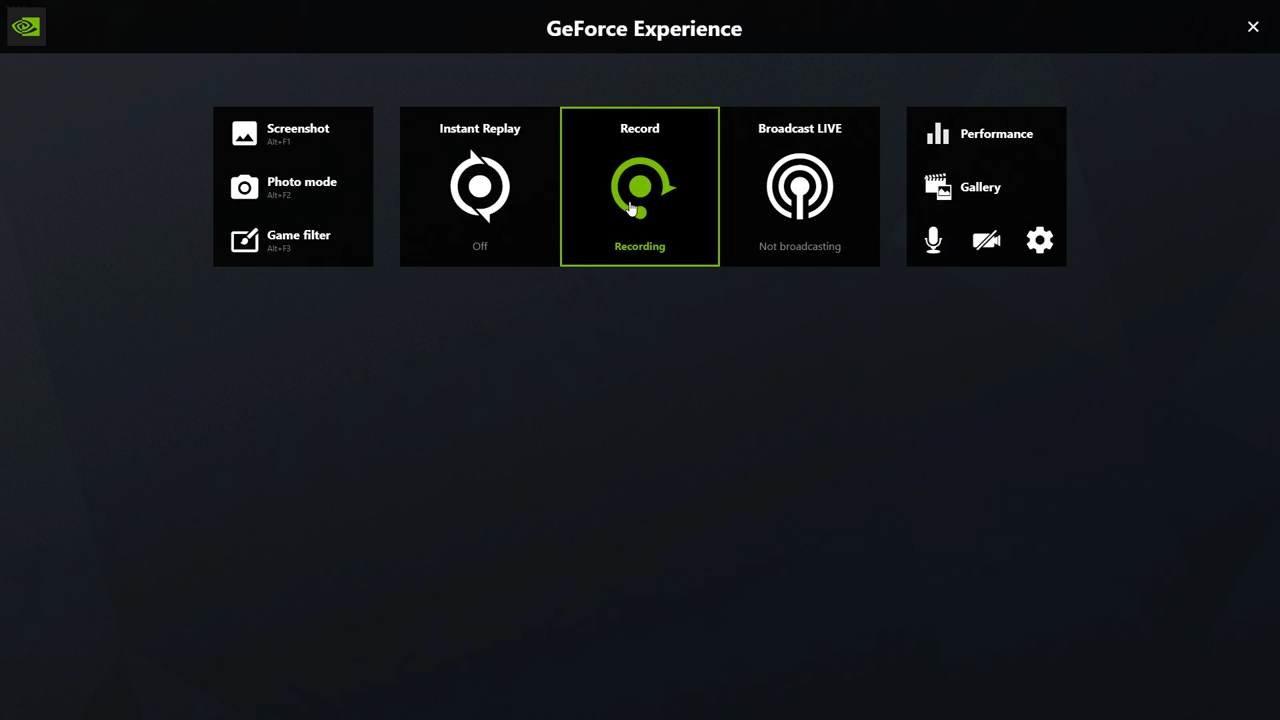 GeForce Experience
Screenshot
Alt+F1
Photo mode
Alt+F2
Game filter
Alt+F3
Instant Replay
Off
Record
Recording
Broadcast LIVE
Not broadcasting
Performance
Gallery